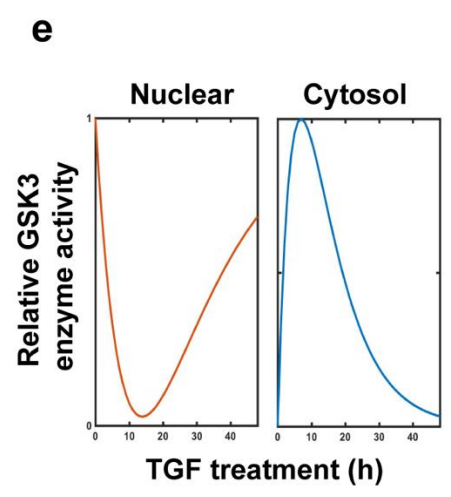 e
Nuclear Cytosol
Relative GSK3
enzyme activity
1
0
0 10 20 30 40 0 10 20 30 40
TGF treatment (h)